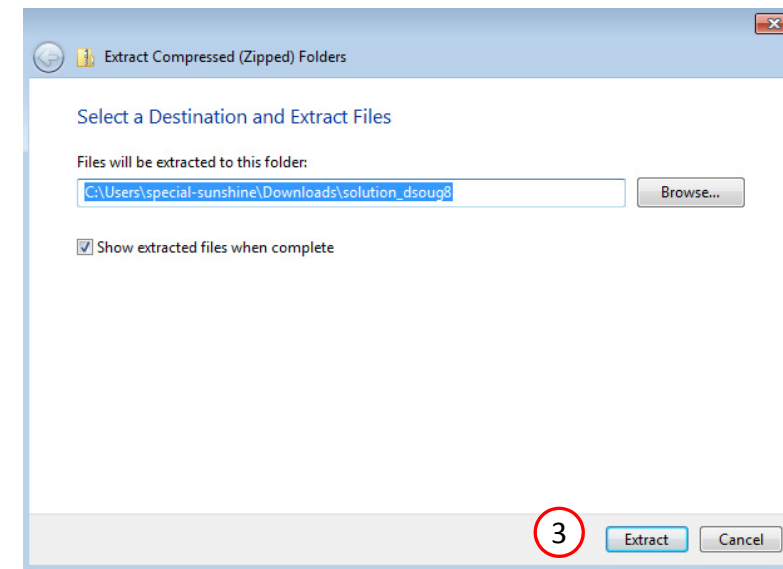 Extract Compressed (Zipped) Folders
Select a Destination and Extract Files
Files will be extracted to this folder:
C:\Users\special-sunshine\Downloads\solution_dsoug8
Browse...
Show extracted files when complete
3
Extract
Cancel